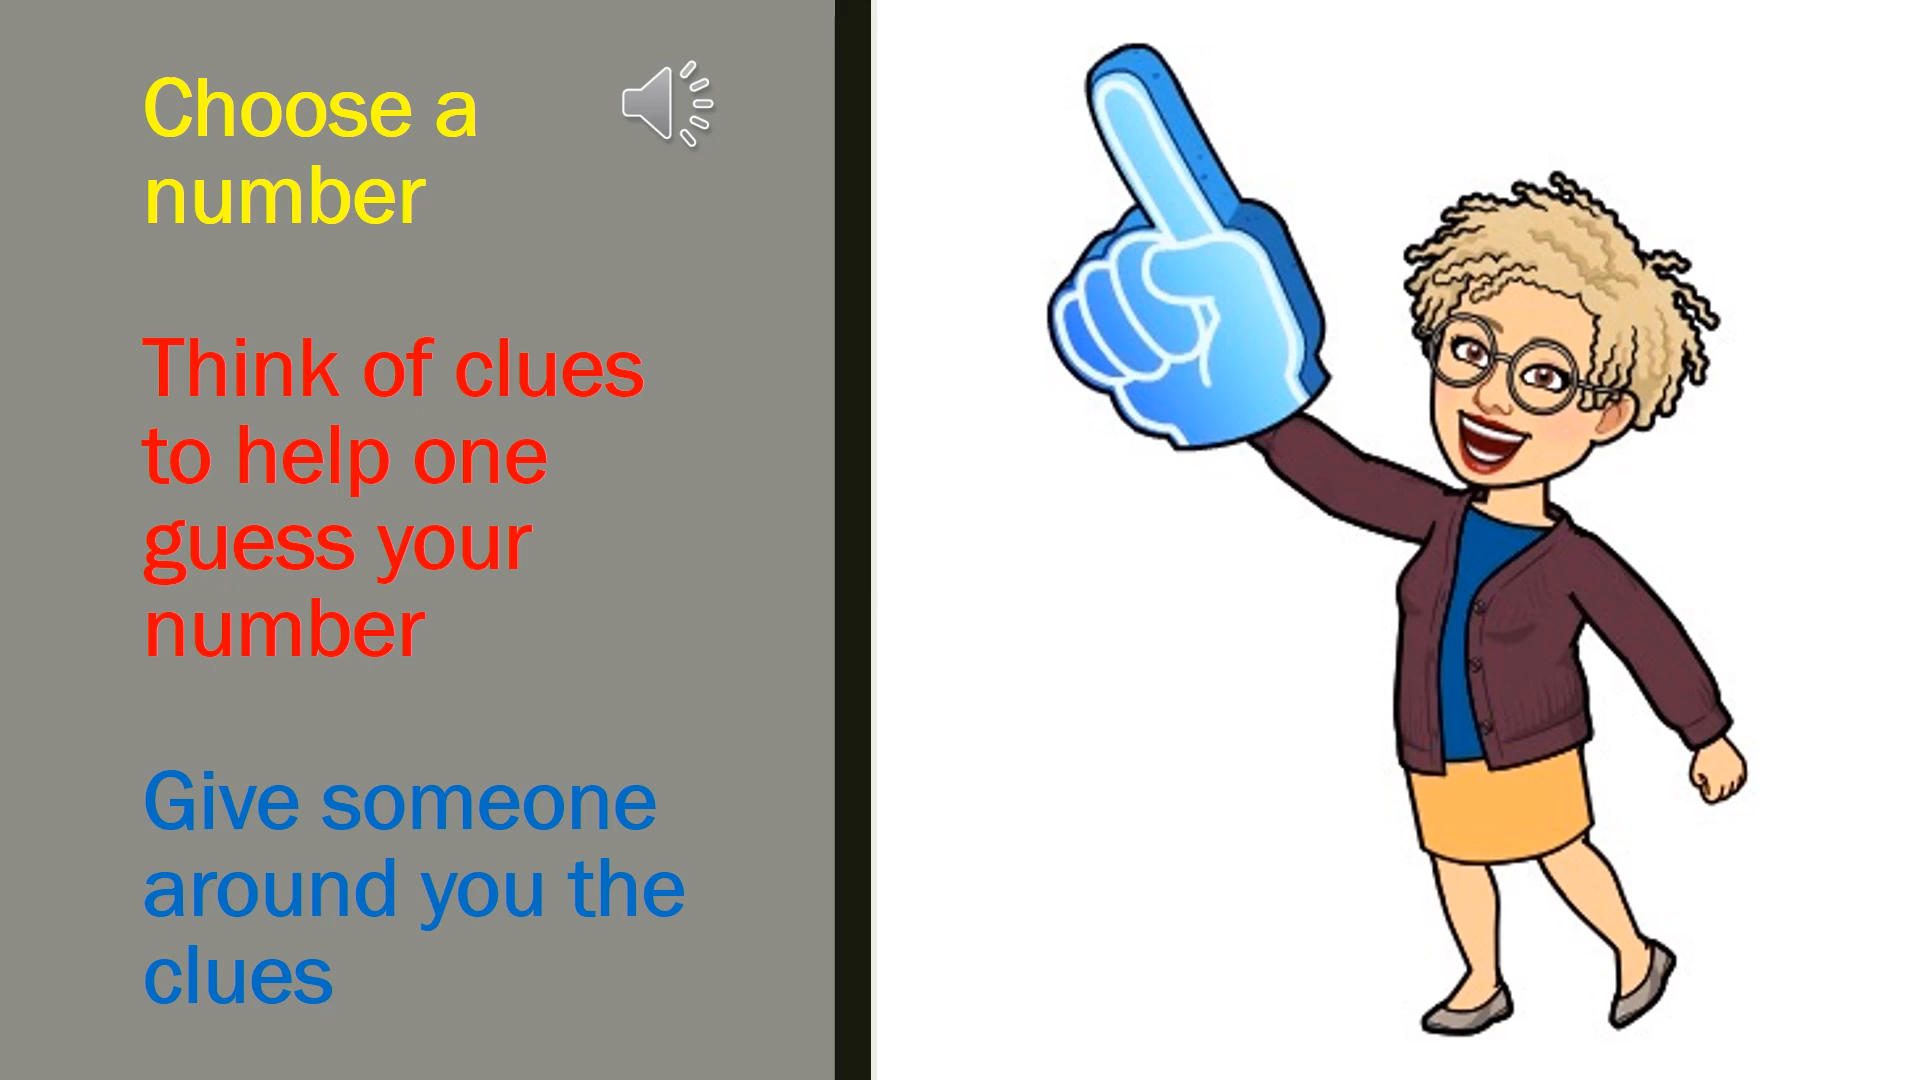 Choose a
number
Think of clues
to help one
guess your
number
Give someone
around you the
clues